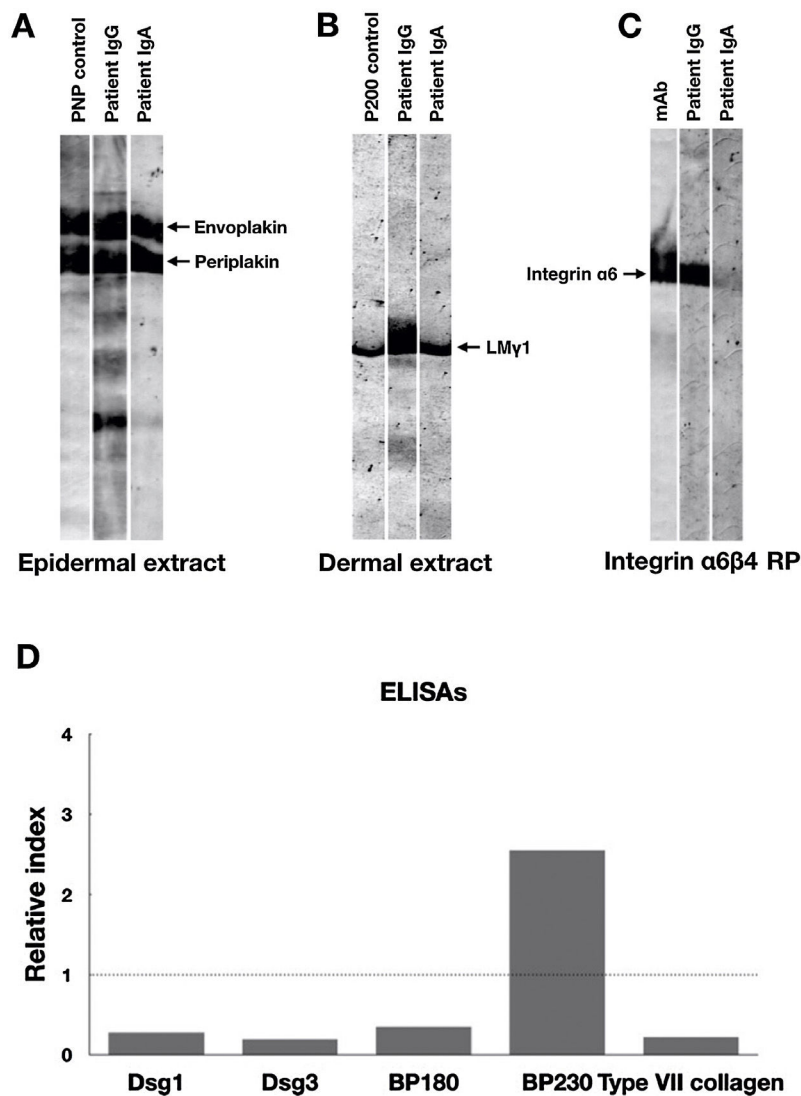 A
PNP control
Patient IgG
Patient IgA
Envoplakin
Periplakin
Epidermal extract
B
P200 control
Patient IgG
Patient IgA
LMγ1
Dermal extract
C
mAb
Patient IgG
Patient IgA
Integrin α6
Integrin α6β4 RP
D
ELISAs
Relative index
4
3
2
1
0
Dsg1
Dsg3
BP180
BP230
Type VII collagen